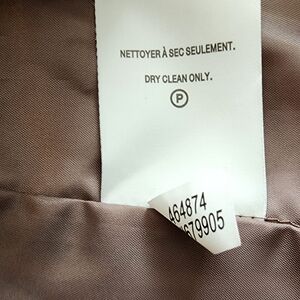 NETTOYER À SEC SEULEMENT.
DRY CLEAN ONLY.
P
464874
679905